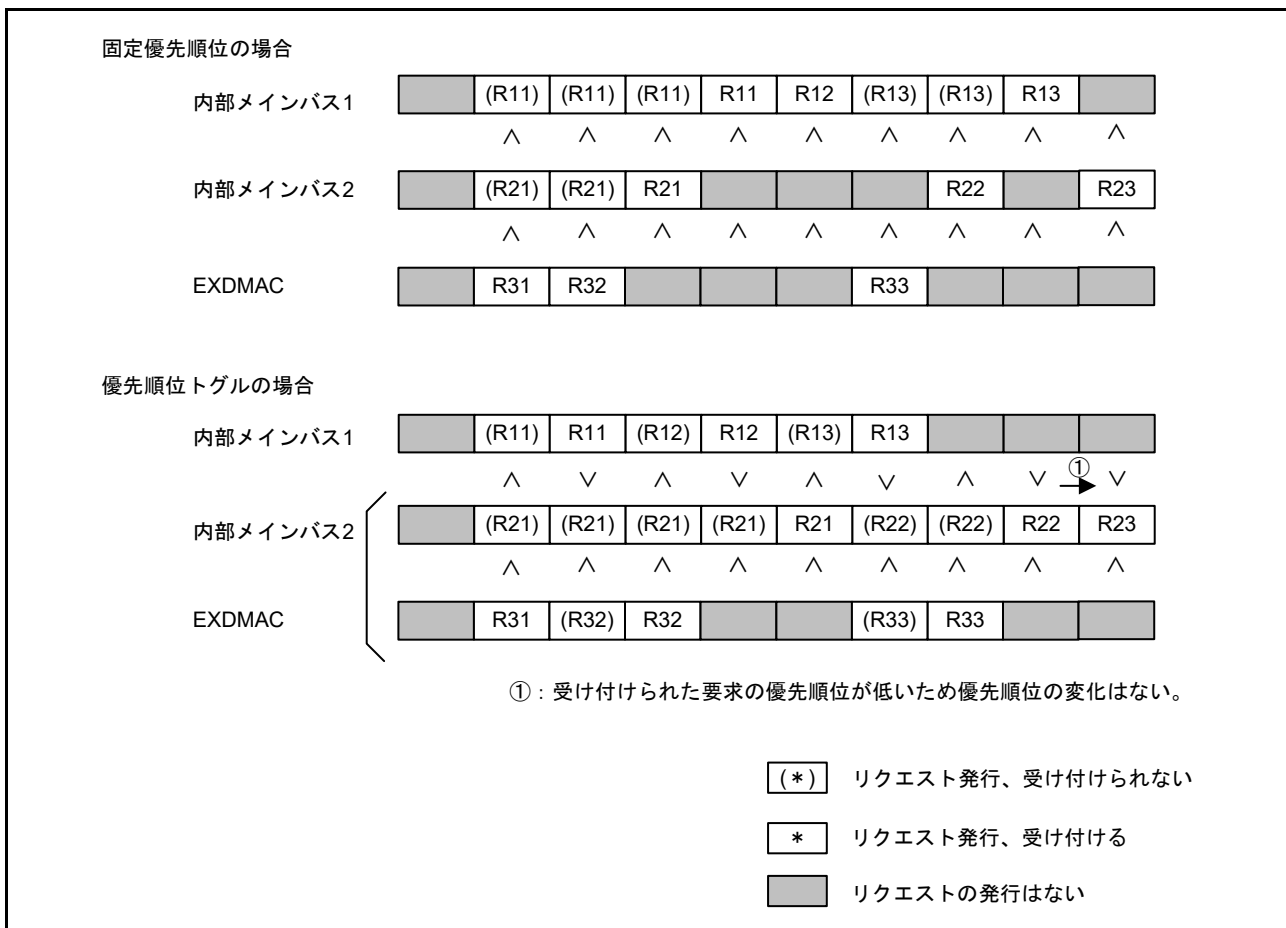 固定優先順位の場合
内部メインバス1 (R11) (R11) (R11) R11 R12 (R13) (R13) R13
∧ ∧ ∧ ∧ ∧ ∧ ∧ ∧ ∧
内部メインバス2 (R21) (R21) R21 R22 R23
∧ ∧ ∧ ∧ ∧ ∧ ∧ ∧ ∧
EXDMAC R31 R32 R33
優先順位トグルの場合
内部メインバス1 (R11) R11 (R12) R12 (R13) R13
∧ ∨ ∧ ∨ ∧ ∨ ∧ ∨ ① ∨
内部メインバス2 (R21) (R21) (R21) (R21) R21 (R22) (R22) R22 R23
∧ ∧ ∧ ∧ ∧ ∧ ∧ ∧ ∧
EXDMAC R31 (R32) R32 (R33) R33
①：受け付けられた要求の優先順位が低いため優先順位の変化はない。
(*) リクエスト発行、受け付けられない
* リクエスト発行、受け付ける
リクエストの発行はない